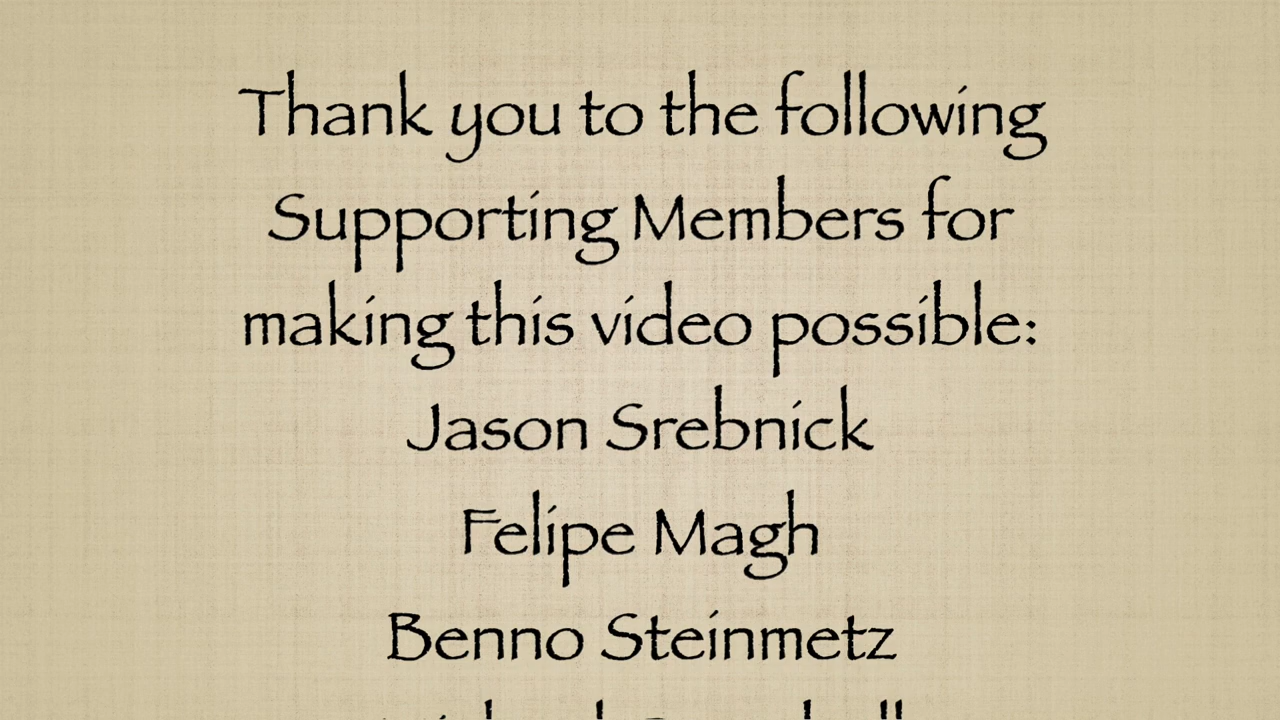 Thank you to the following
Supporting Members for
making this video possible:
Jason Srebnick
Felipe Magh
Benno Steinmetz